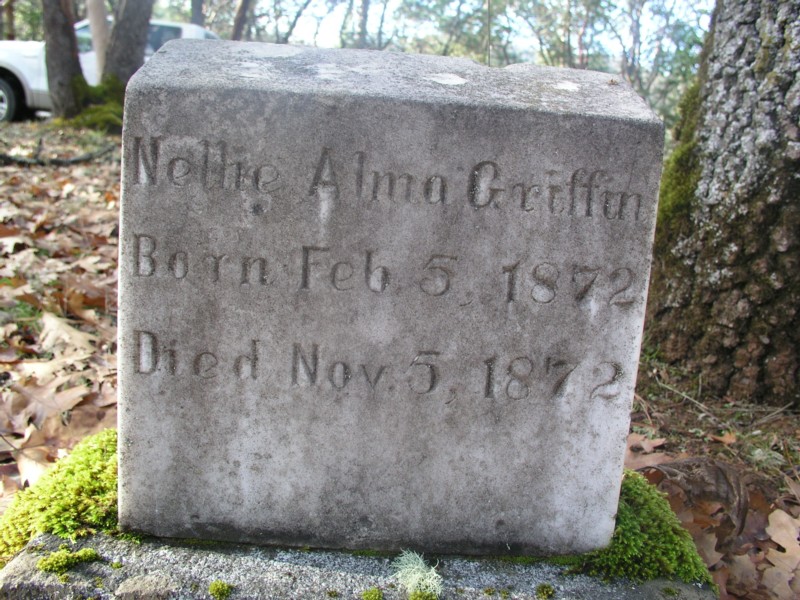 Nellie Alma Griffin
Born Feb. 5, 1872
Died Nov. 5, 1872